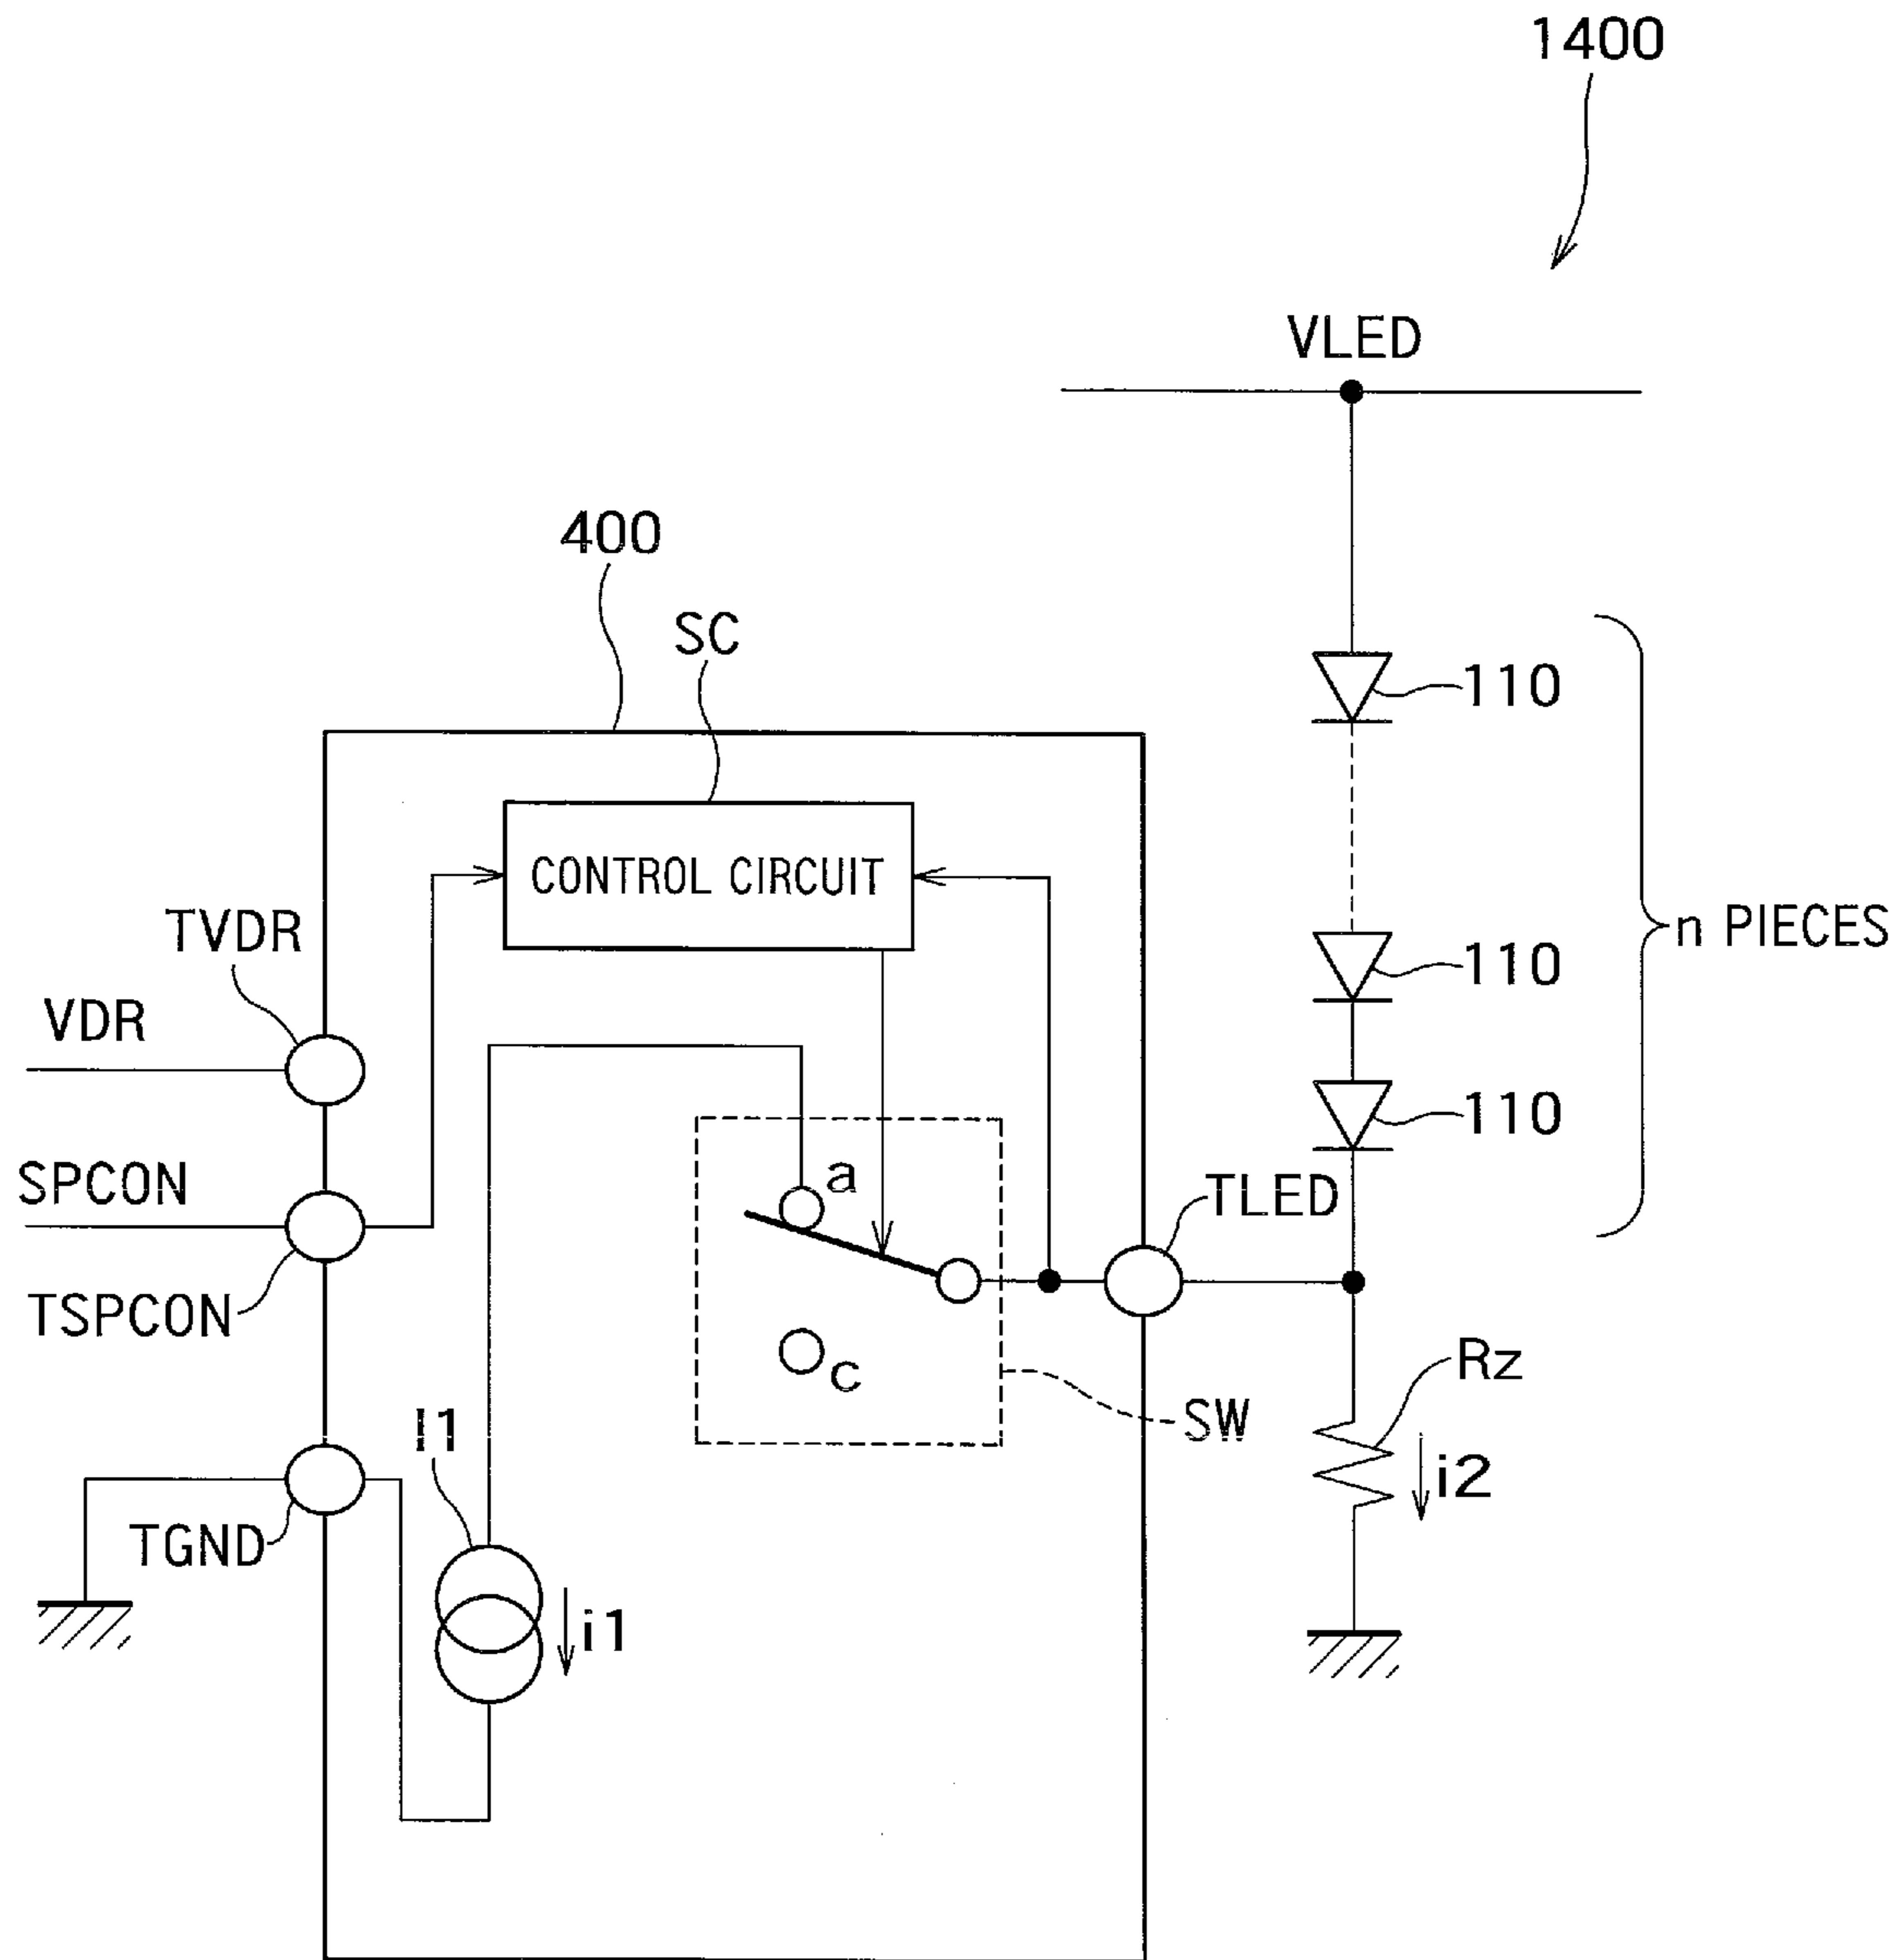 1400
VLED
400
SC
110
CONTROL CIRCUIT
TVDR
n PIECES
110
VDR
110
a
SPCON
TLED
TSPCON
Rz
c
SW
I1
i2
TGND
i1